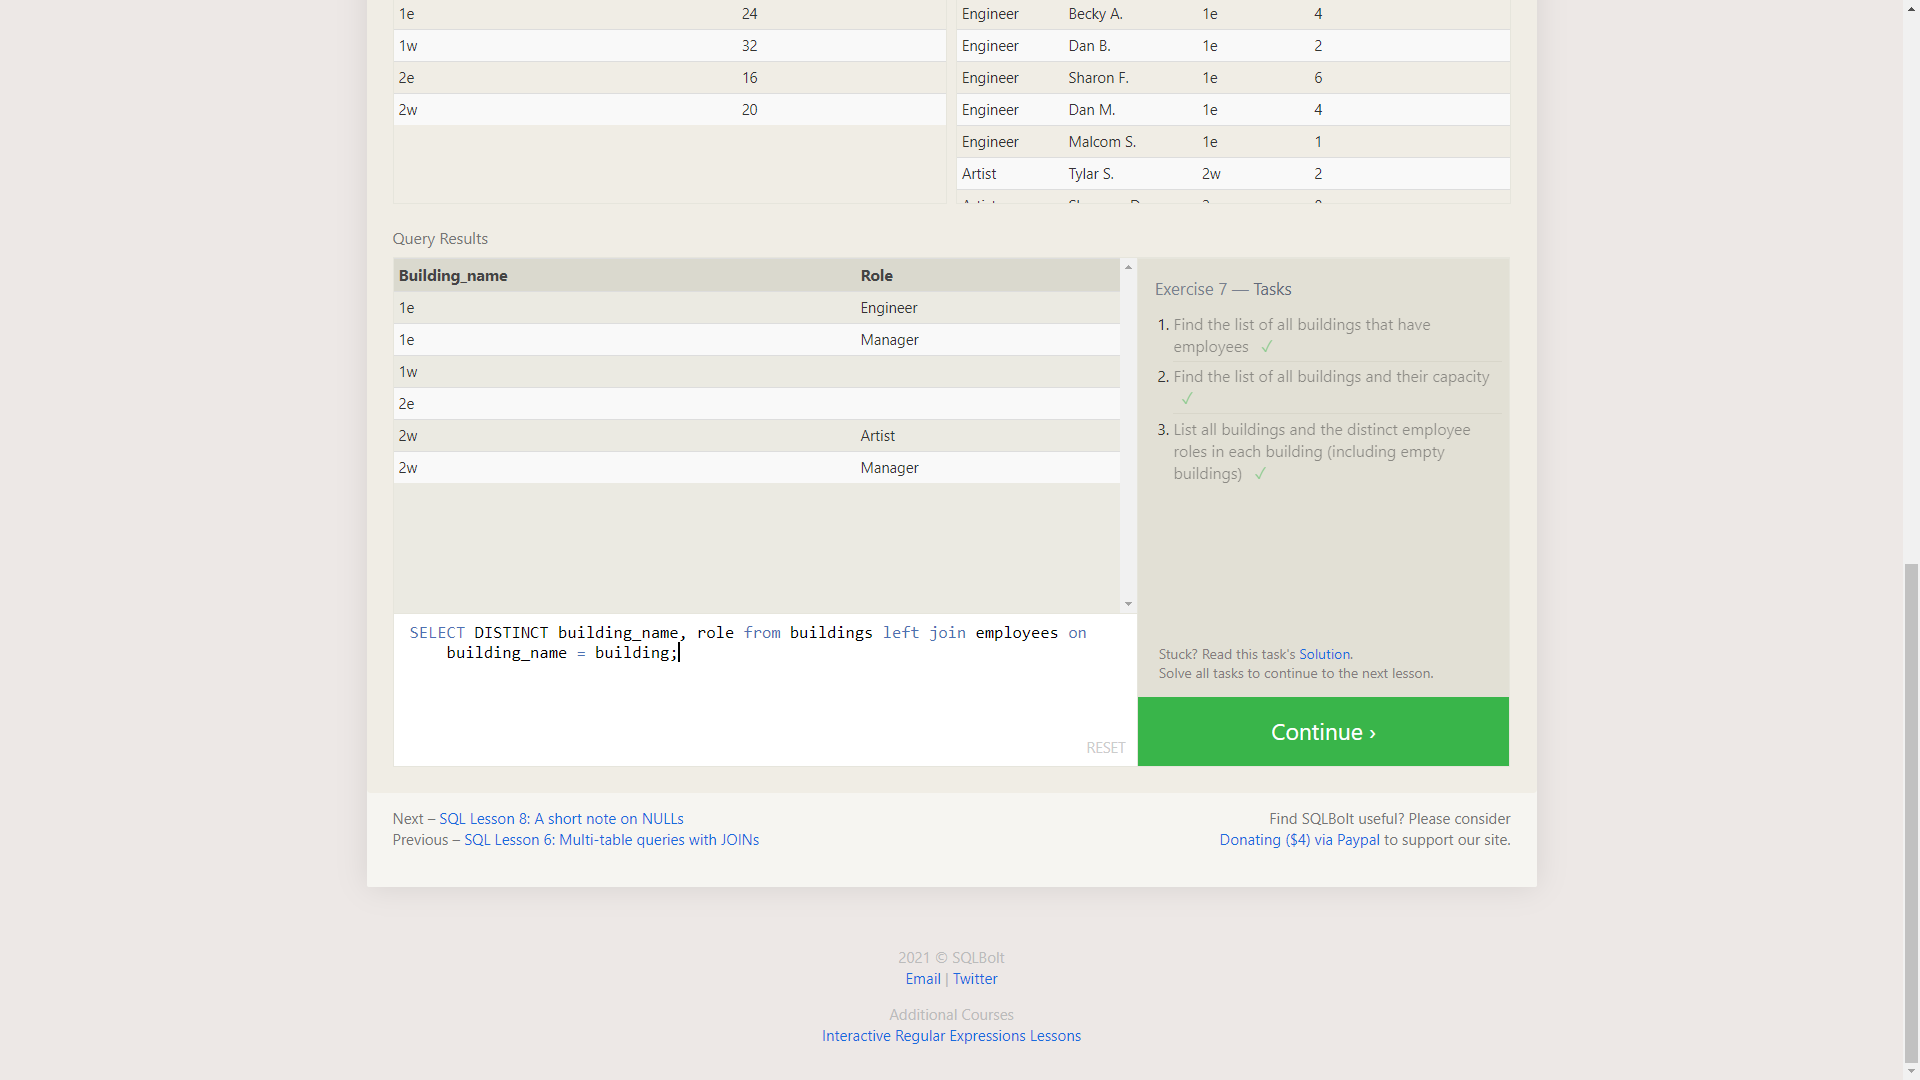 1e 24
1w 32
2e 16
2w 20
Engineer Becky A. 1e 4
Engineer Dan B. 1e 2
Engineer Sharon F. 1e 6
Engineer Dan M. 1e 4
Engineer Malcom S. 1e 1
Artist Tylar S. 2w 2
Query Results
Building_name Role
1e Engineer
1e Manager
1w
2e
2w Artist
2w Manager
SELECT DISTINCT building_name, role from buildings left join employees on
building_name = building;
RESET
Exercise 7 — Tasks
1. Find the list of all buildings that have
employees ✓
2. Find the list of all buildings and their capacity
✓
3. List all buildings and the distinct employee
roles in each building (including empty
buildings) ✓
Stuck? Read this task's Solution.
Solve all tasks to continue to the next lesson.
Continue ›
Next – SQL Lesson 8: A short note on NULLs
Previous – SQL Lesson 6: Multi-table queries with JOINs
Find SQLBolt useful? Please consider
Donating ($4) via Paypal to support our site.
2021 © SQLBolt
Email | Twitter
Additional Courses
Interactive Regular Expressions Lessons